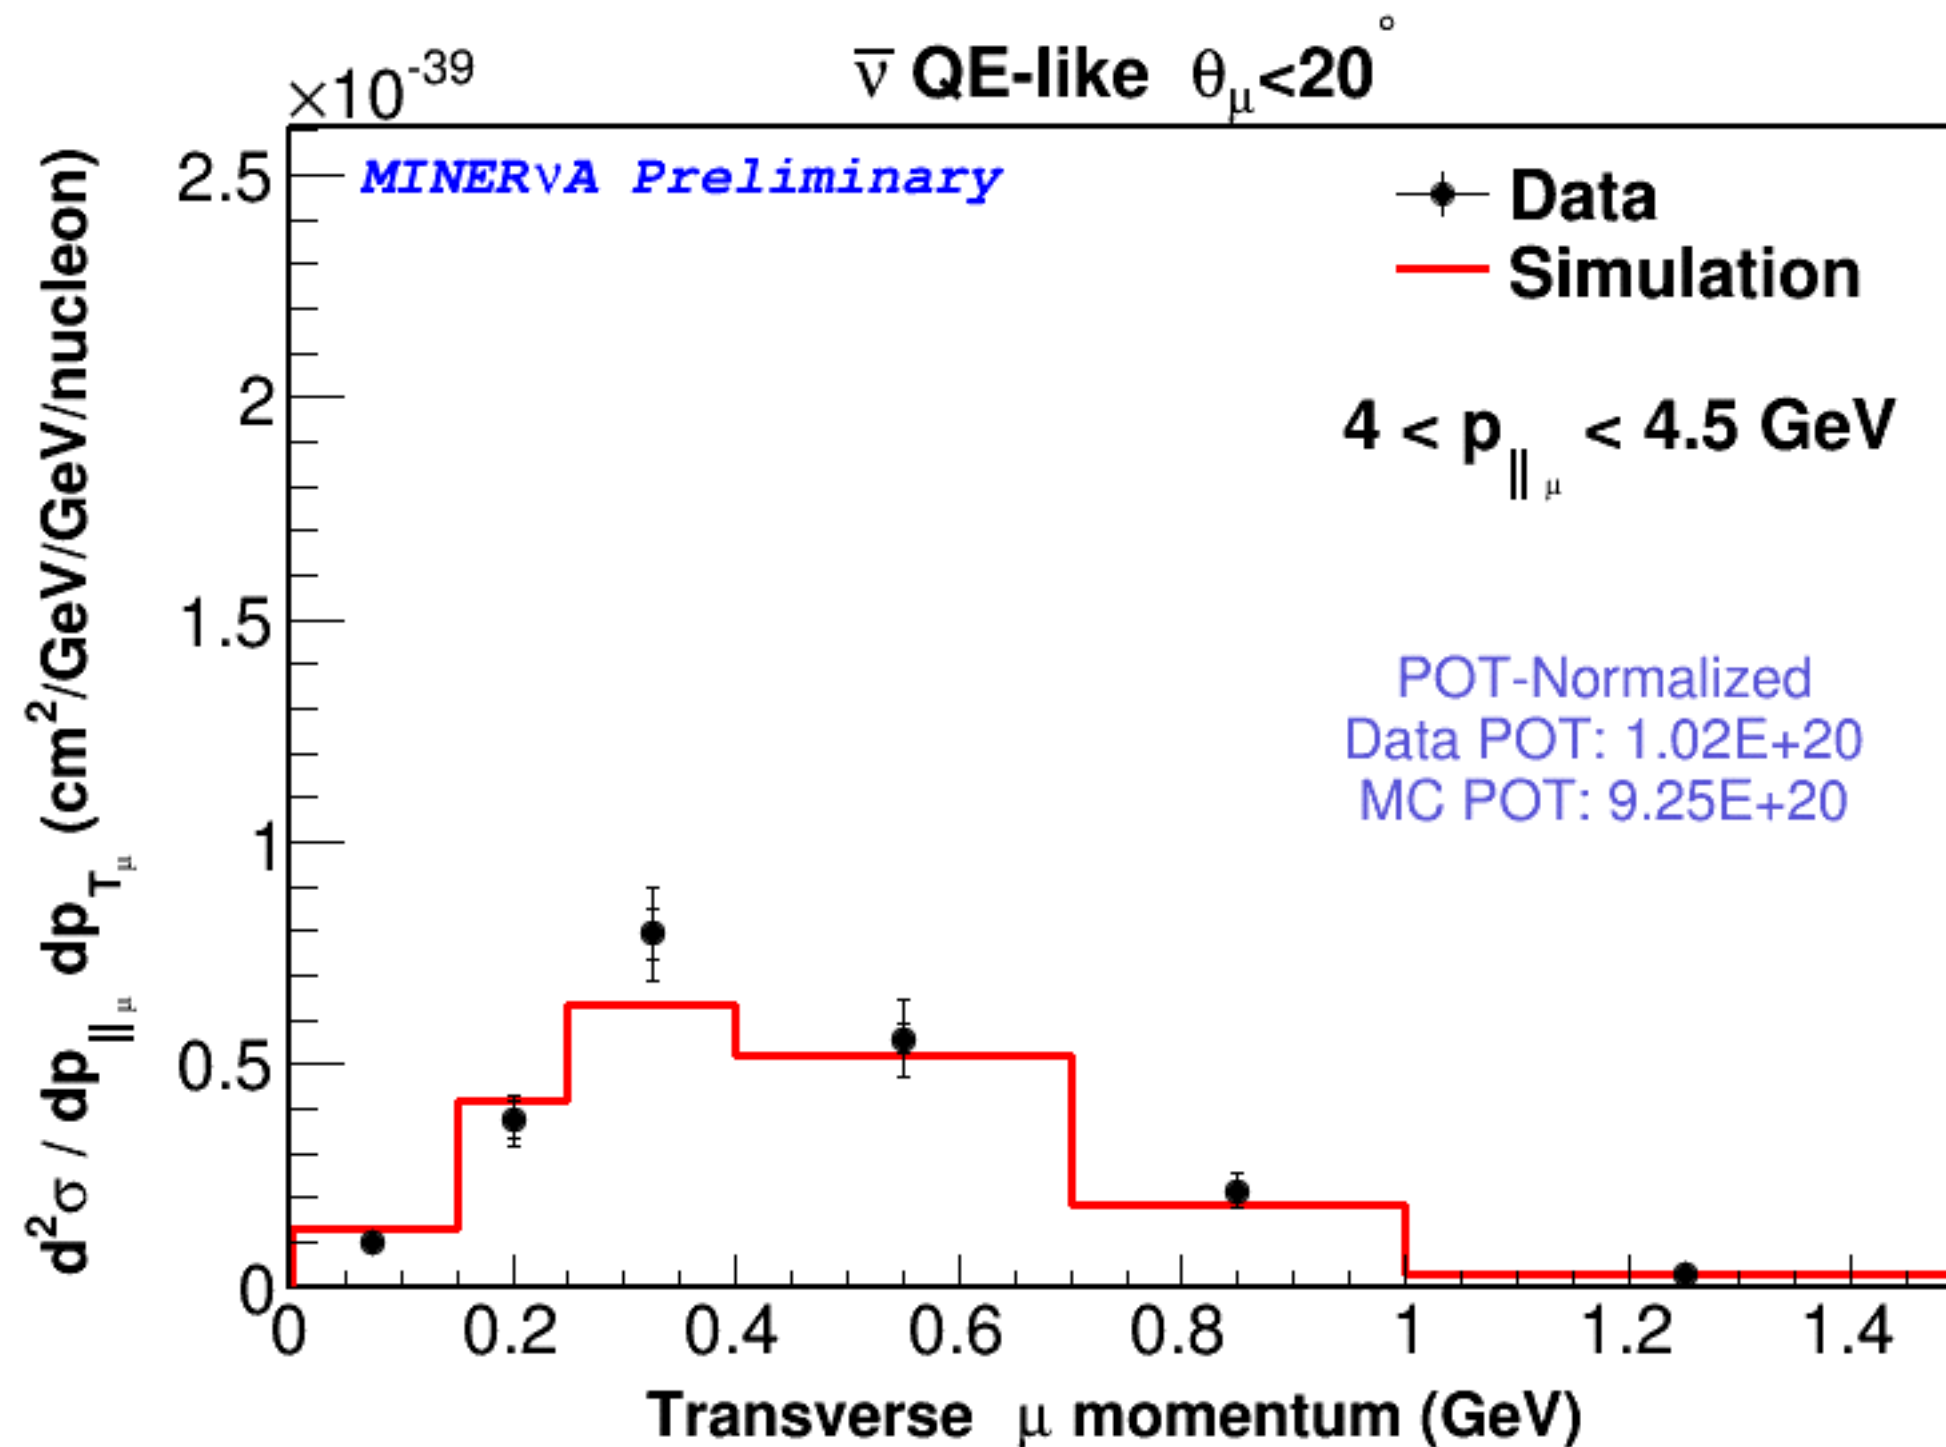 ν̅ QE-like θμ<20°
×10^-39
MINERνA Preliminary
Data
Simulation
4 < p∥μ < 4.5 GeV
POT-Normalized
Data POT: 1.02E+20
MC POT: 9.25E+20
d²σ / dp∥μ dpTμ (cm²/GeV/GeV/nucleon)
2.5
2
1.5
1
0.5
0
0 0.2 0.4 0.6 0.8 1 1.2 1.4
Transverse μ momentum (GeV)